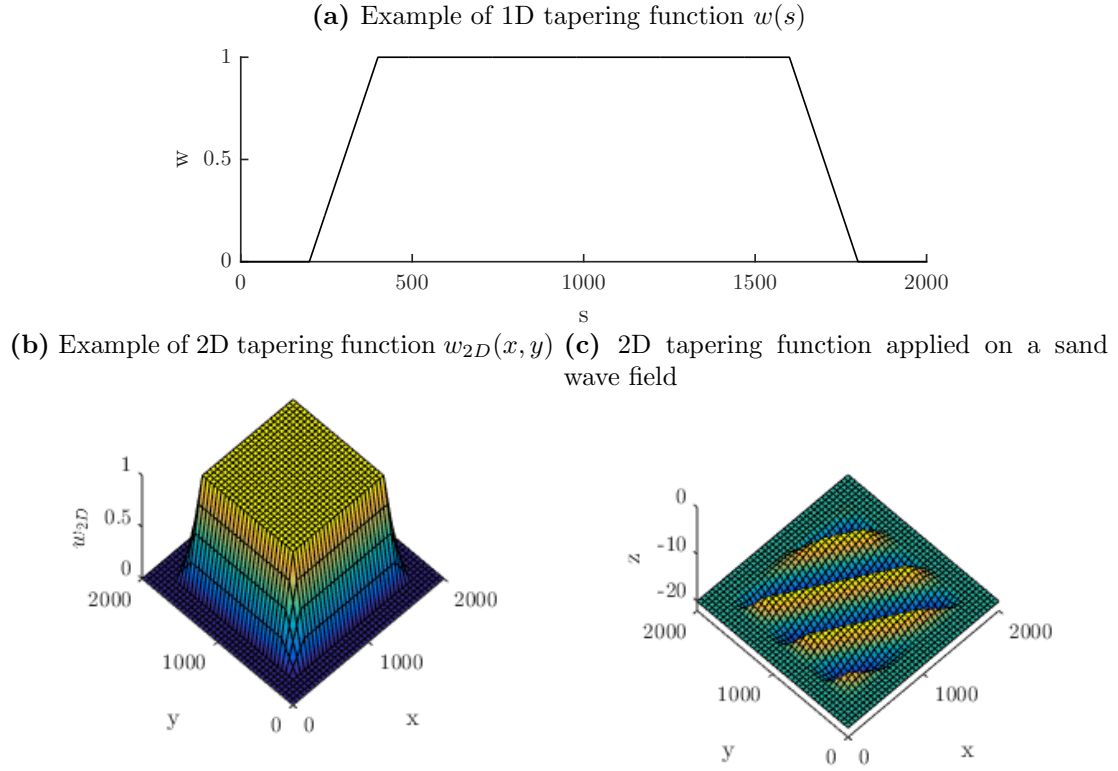 (a) Example of 1D tapering function w(s)
1
w
0.5
0
0
500
1000
1500
2000
s
(b) Example of 2D tapering function w2D(x, y)
(c) 2D tapering function applied on a sand
wave field
1
0.5
0
w2D
2000
1000
0
y
0
1000
2000
x
0
-10
-20
z
2000
1000
0
y
0
1000
2000
x